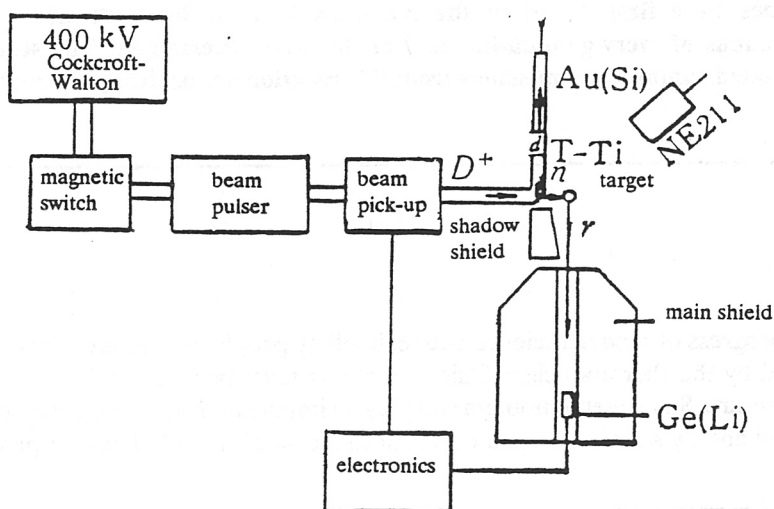 400 kV
Cockcroft-
Walton
Au(Si)
NE211
d
T-Ti
target
n
D+
magnetic
switch
beam
pulser
beam
pick-up
shadow
shield
γ
main shield
Ge(Li)
electronics